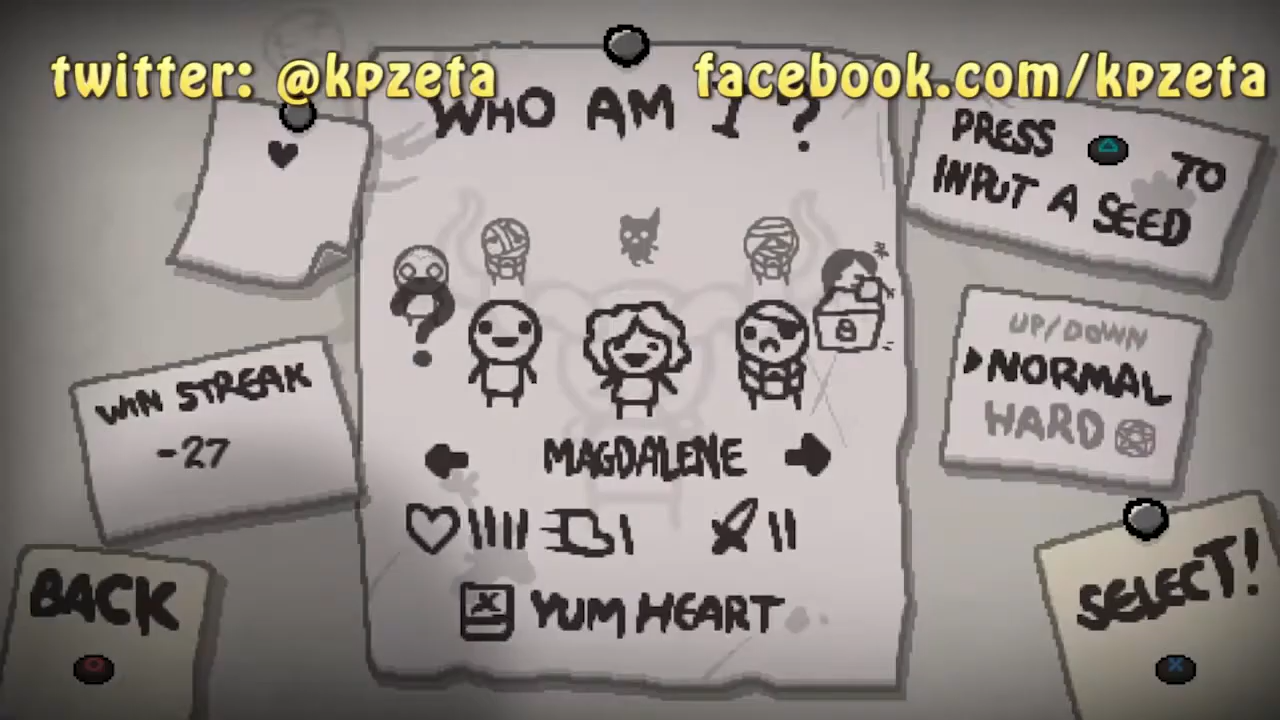 twitter: @kpzeta
facebook.com/kpzeta
WHO AM I?
PRESS TO
INPUT A SEED
UP/DOWN
NORMAL
HARD
WIN STREAK
-27
MAGDALENE
YUM HEART
BACK
SELECT!